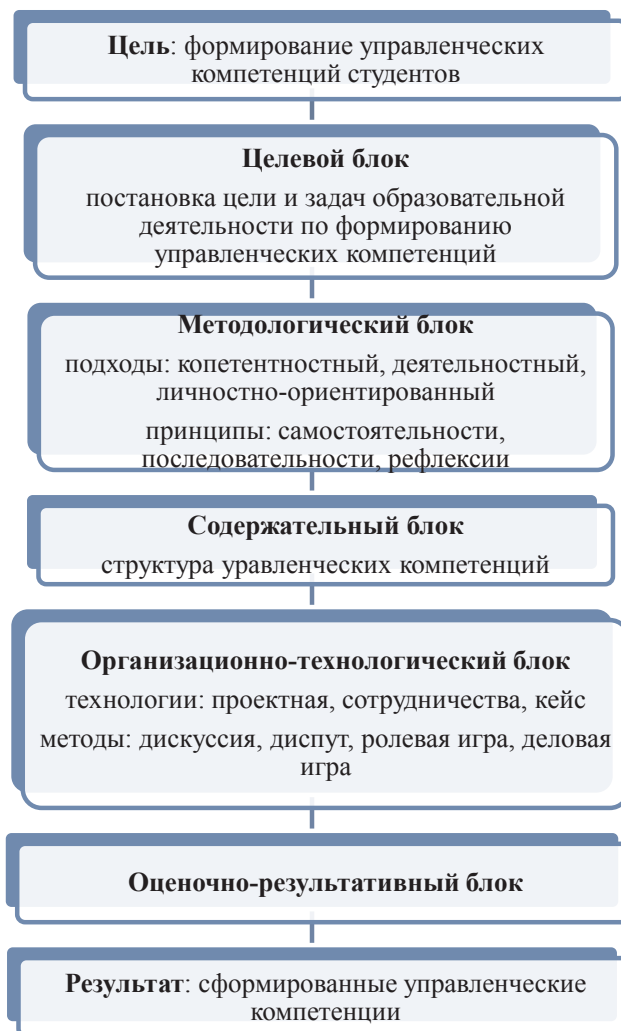 Цель: формирование управленческих
компетенций студентов
Целевой блок
постановка цели и задач образовательной
деятельности по формированию
управленческих компетенций
Методологический блок
подходы: копетентностный, деятельностный,
личностно-ориентированный
принципы: самостоятельности,
последовательности, рефлексии
Содержательный блок
структура уравленческих компетенций
Организационно-технологический блок
технологии: проектная, сотрудничества, кейс
методы: дискуссия, диспут, ролевая игра, деловая
игра
Оценочно-результативный блок
Результат: сформированные управленческие
компетенции